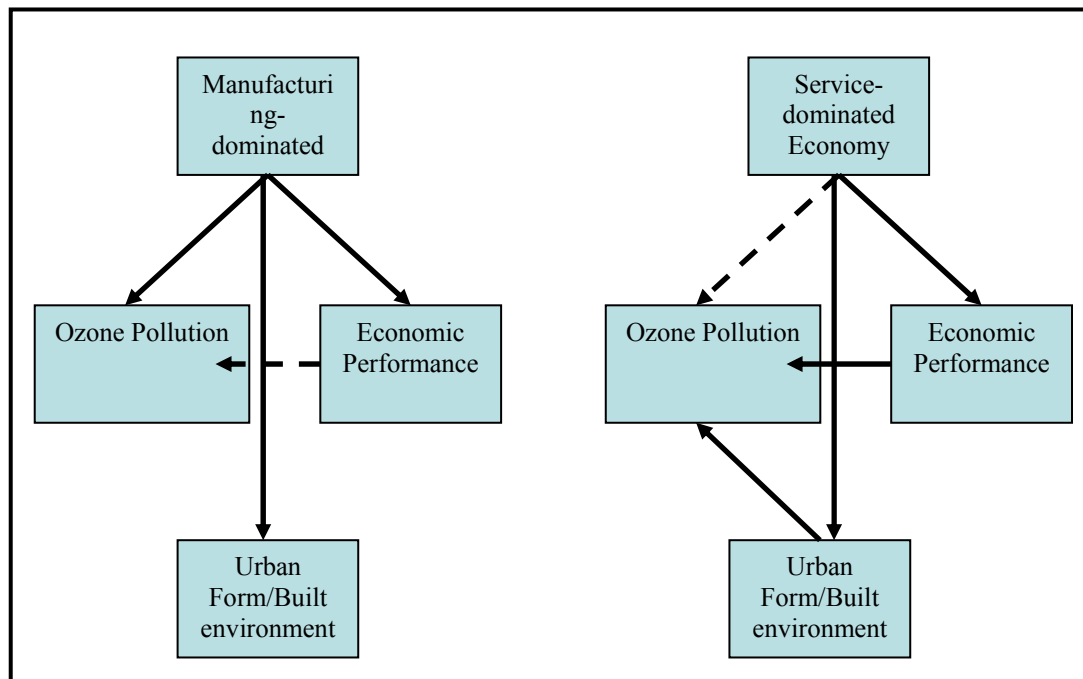 Manufacturi
ng-
dominated
Service-
dominated
Economy
Ozone Pollution
Economic
Performance
Ozone Pollution
Economic
Performance
Urban
Form/Built
environment
Urban
Form/Built
environment